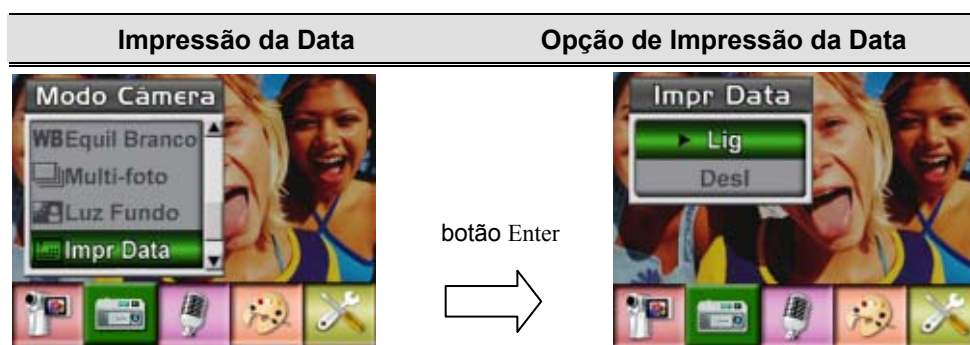 Impressão da Data
Opção de Impressão da Data
Modo Câmera
WB Equil Branco
Multi-foto
Luz Fundo
Impr Data
botão Enter
Impr Data
Lig
Desl